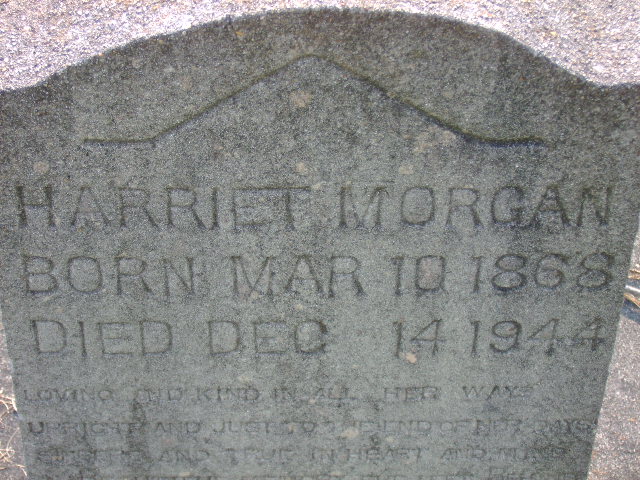 HARRIET MORGAN
BORN MAR 10 1868
DIED DEC 14 1944
LOVING AND KIND IN ALL HER WAYS
UPRIGHT AND JUST TO THE END OF HER DAYS
SINCERE AND TRUE IN HEART AND MIND